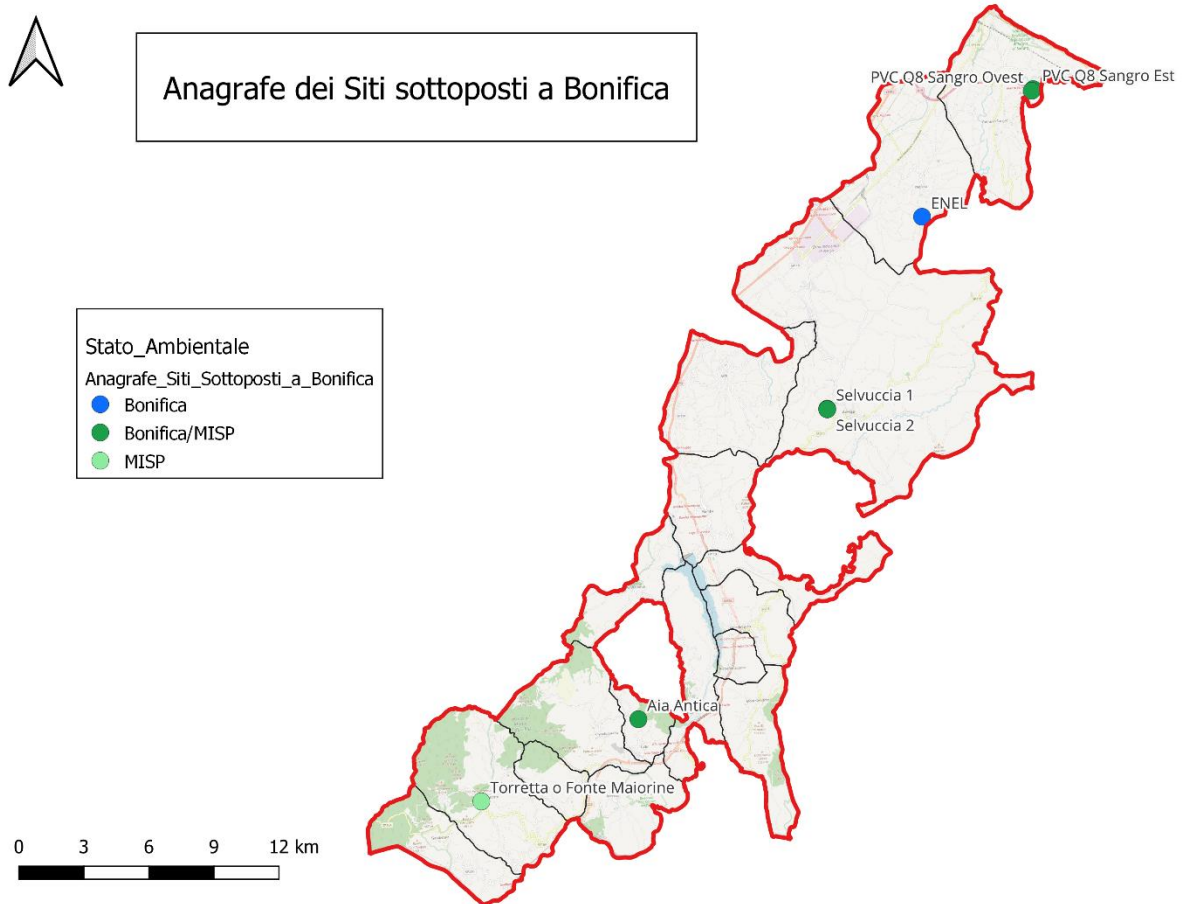 Anagrafe dei Siti sottoposti a Bonifica
PVC Q8 Sangro Ovest
PVC Q8 Sangro Est
ENEL
Stato_Ambientale
Anagrafe_Siti_Sottoposti_a_Bonifica
Bonifica
Bonifica/MISP
MISP
Selvuccia 1
Selvuccia 2
Aia Antica
Torretta o Fonte Maiorine
0 3 6 9 12 km